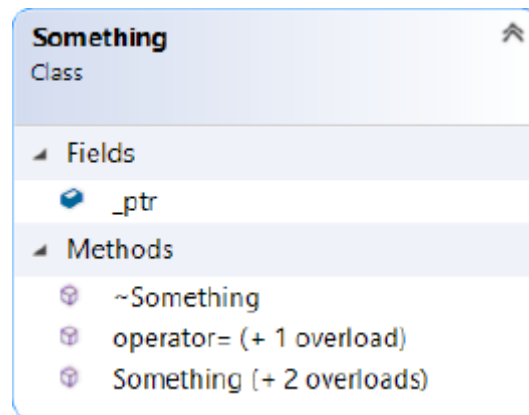 Something
Class
Fields
_ptr
Methods
~Something
operator= (+ 1 overload)
Something (+ 2 overloads)